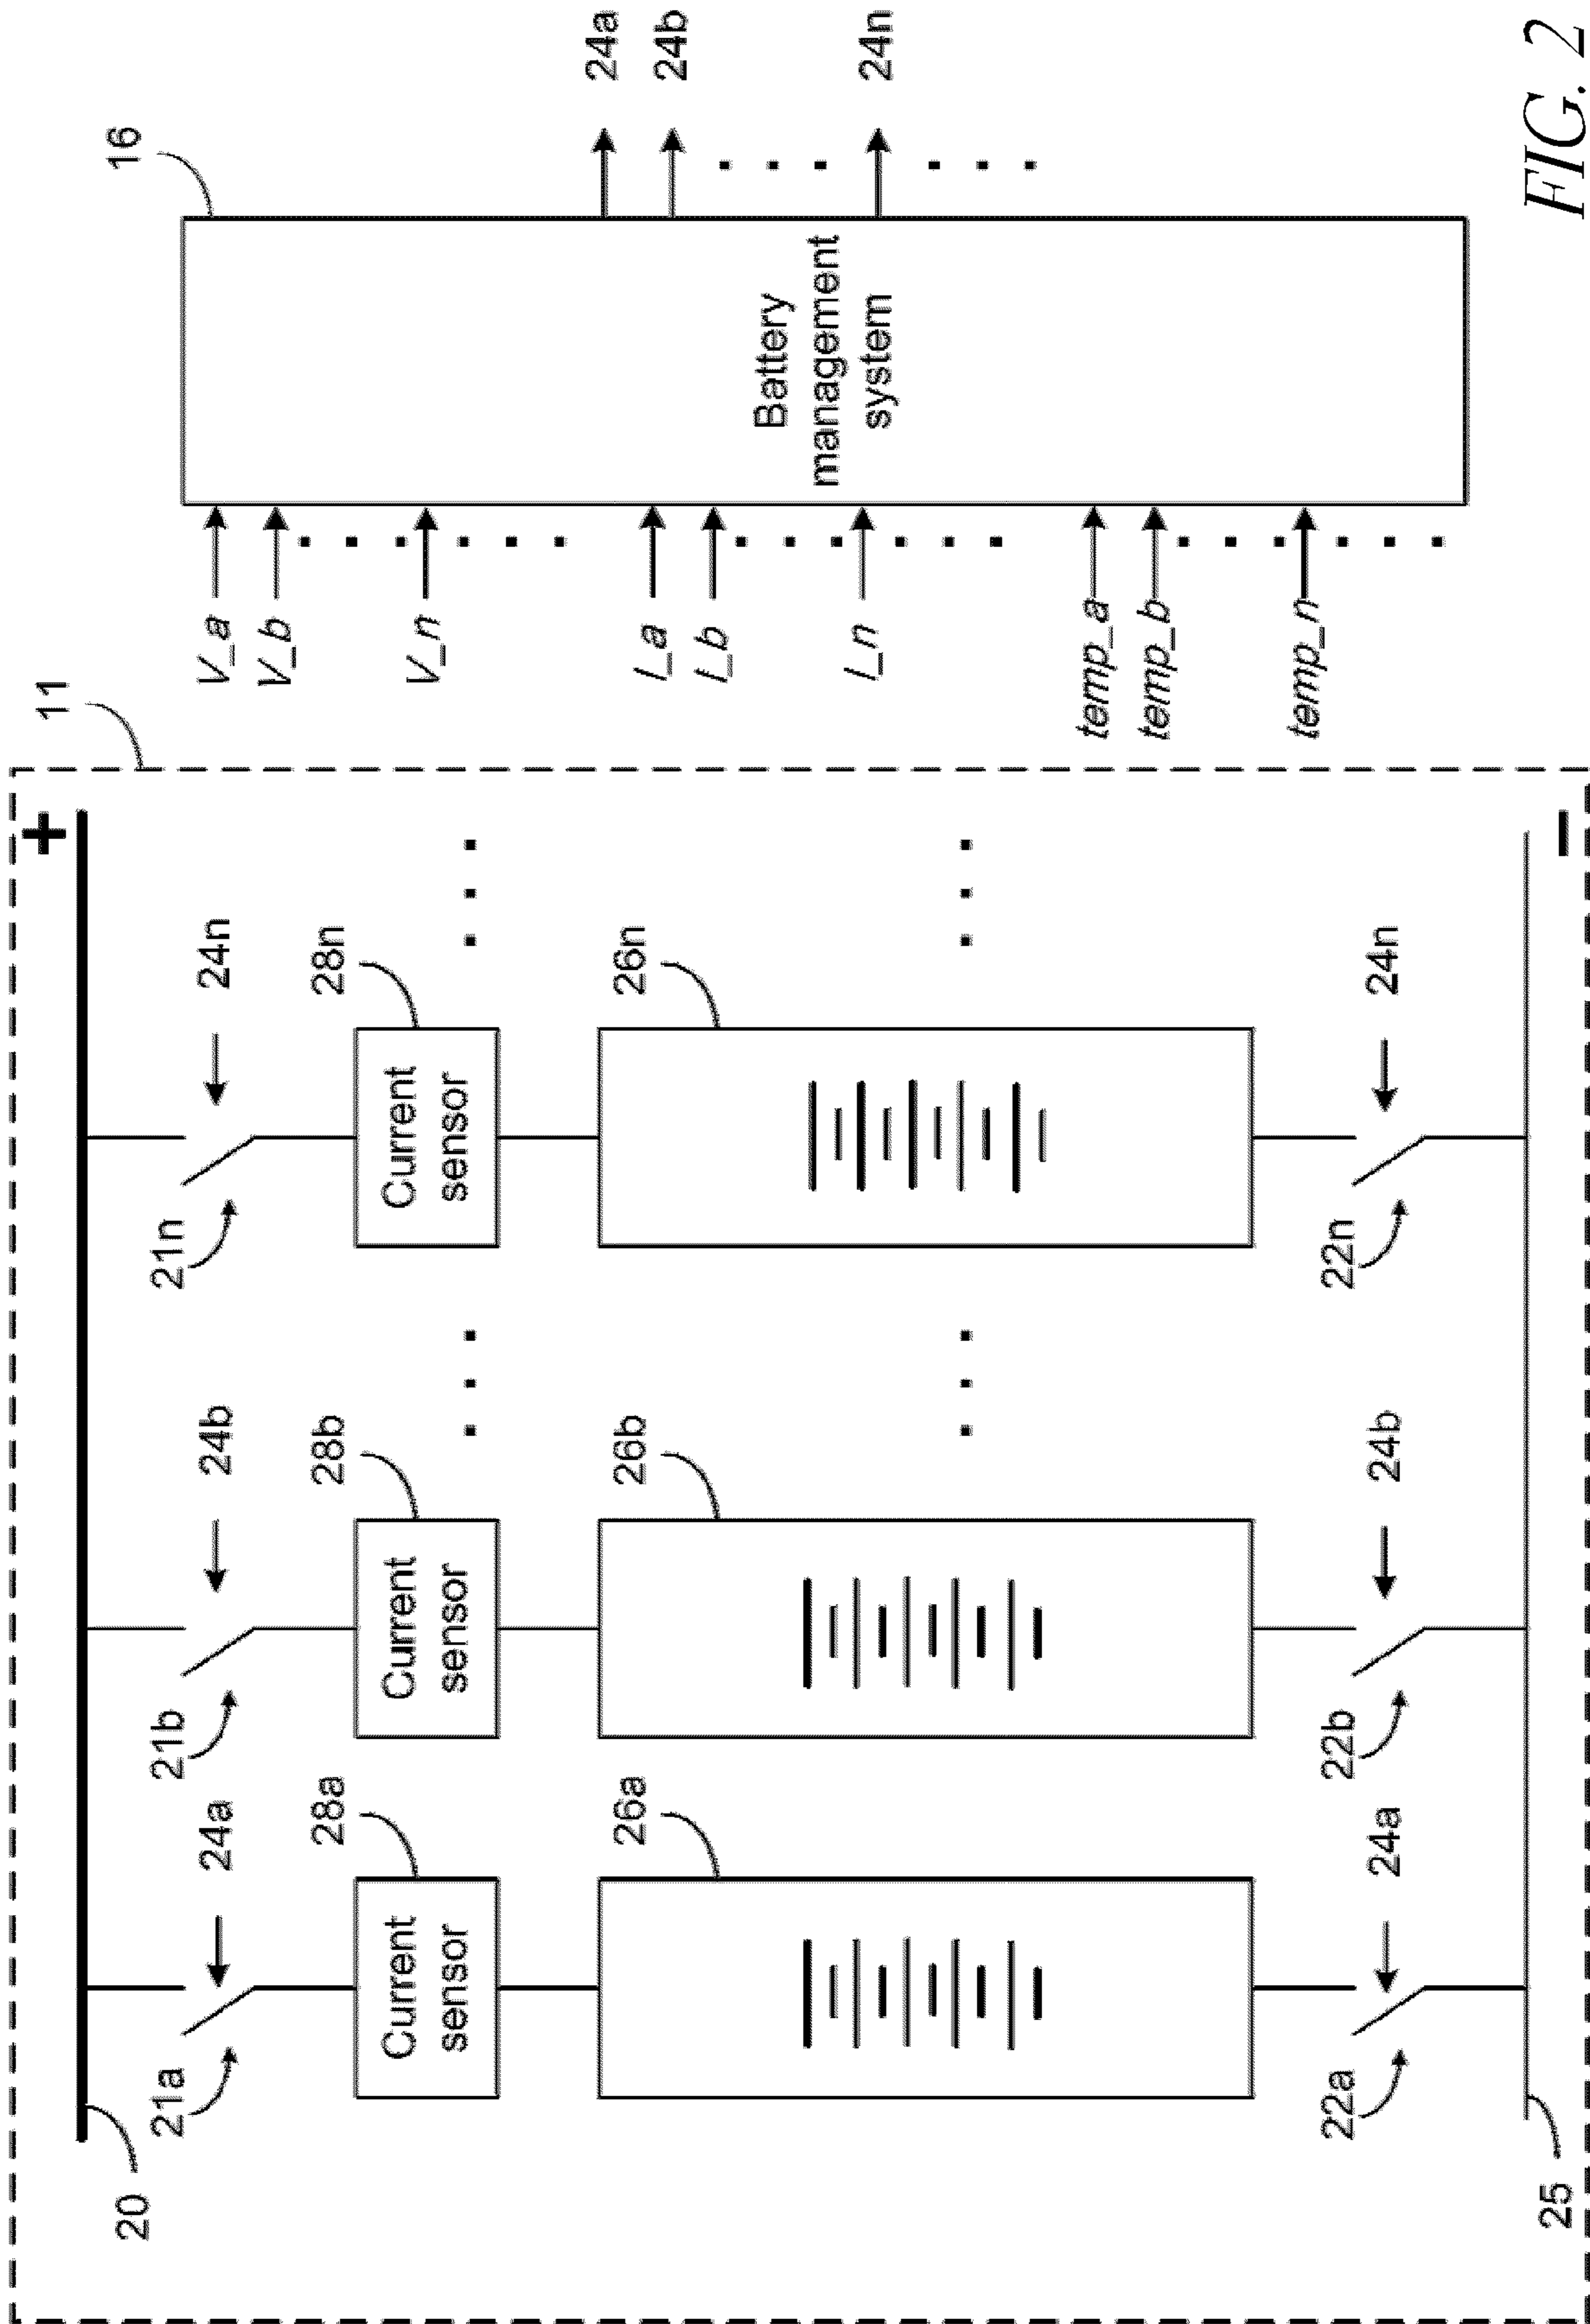 11
+
20
21a
24a
21b
24b
21n
24n
28a
Current
sensor
28b
Current
sensor
28n
Current
sensor
26a
26b
26n
22a
24a
22b
24b
22n
24n
25
−
16
V_a
V_b
V_n
I_a
I_b
I_n
temp_a
temp_b
temp_n
Battery
management
system
24a
24b
24n
FIG. 2